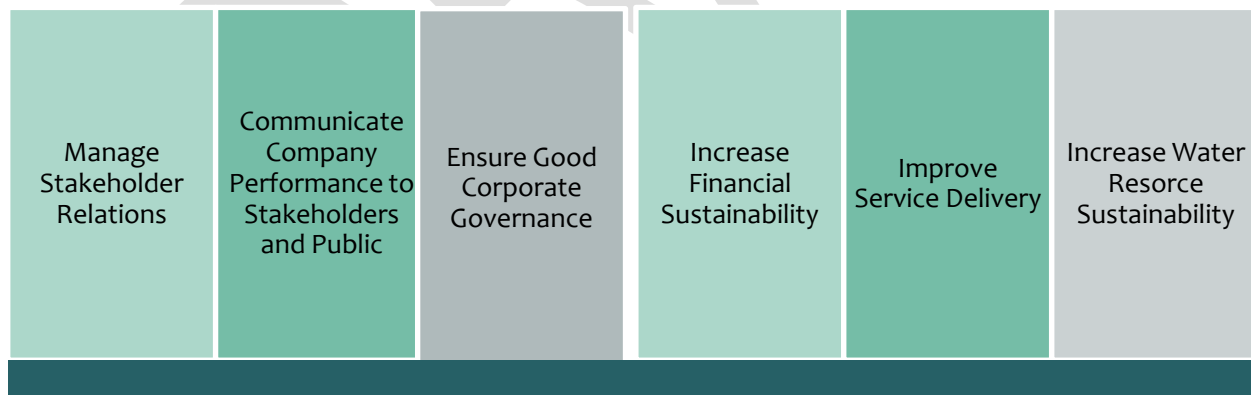 Manage
Stakeholder
Relations
Communicate
Company
Performance to
Stakeholders
and Public
Ensure Good
Corporate
Governance
Increase
Financial
Sustainability
Improve
Service Delivery
Increase Water
Resorce
Sustainability